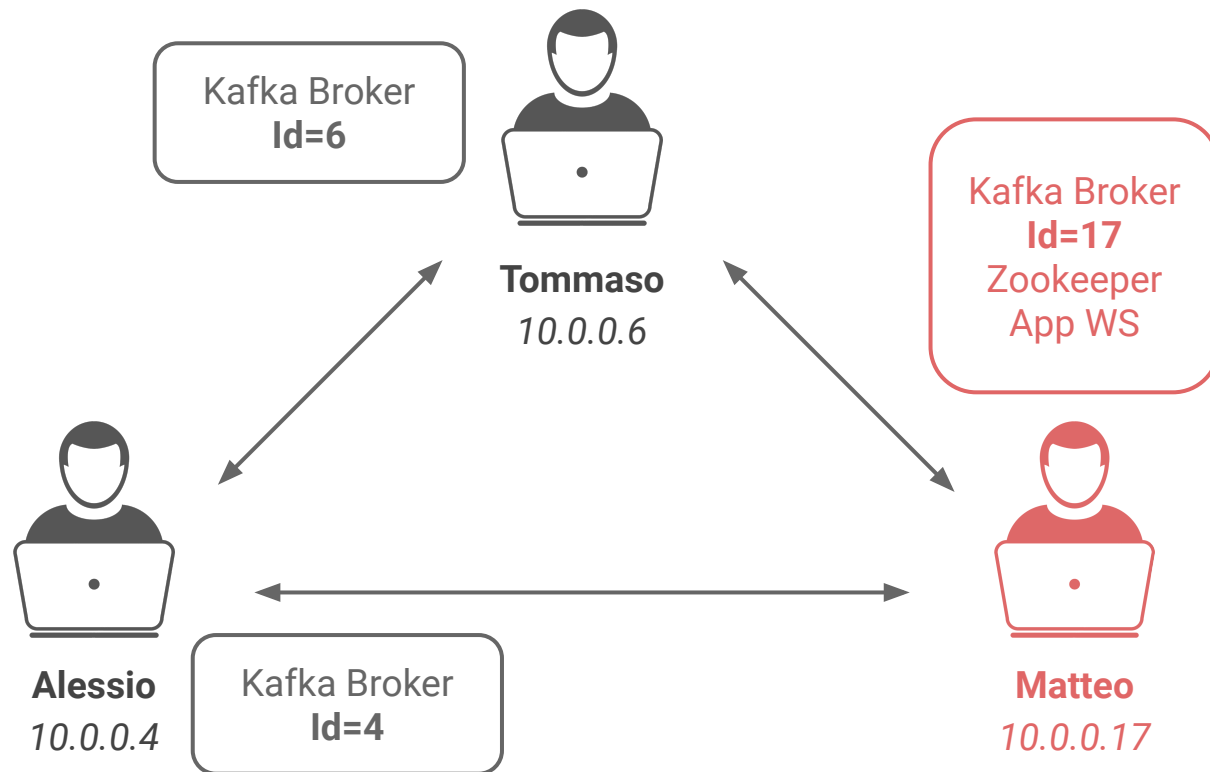 Kafka Broker
Id=6
Tommaso
10.0.0.6
Kafka Broker
Id=17
Zookeeper
App WS
Alessio
10.0.0.4
Kafka Broker
Id=4
Matteo
10.0.0.17